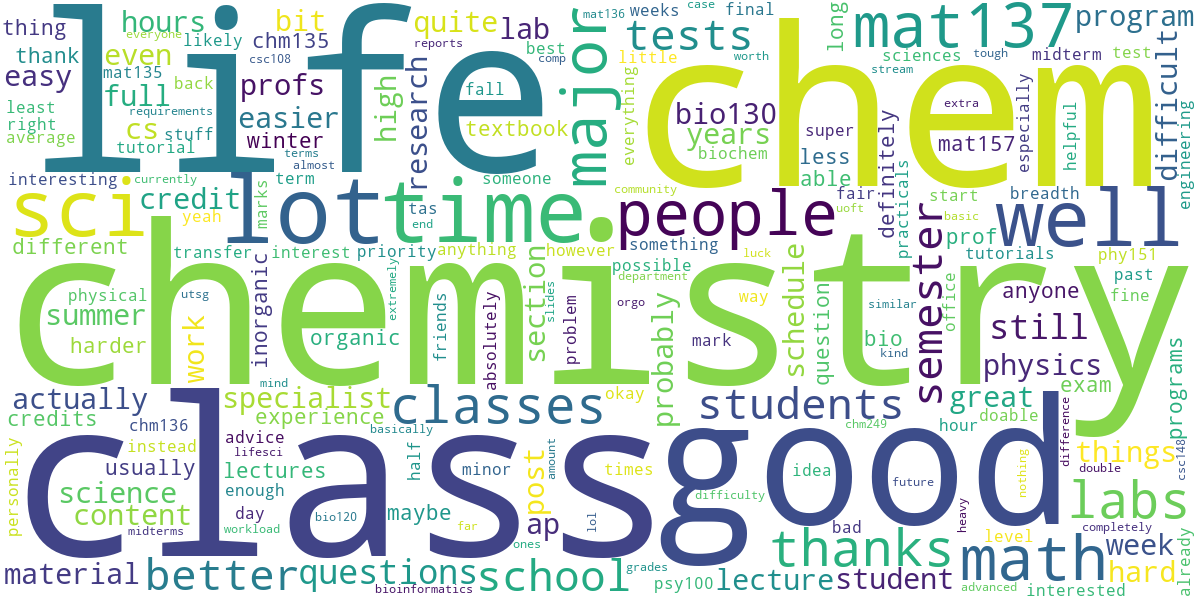 life
chem
chemistry
class
good
thing
thank
easy
least
right
average
hours
everyone
likely
even
mat135
full
requirements
cs
stuff
tutorial
back
bit
chm135
csc108
profs
easier
winter
terms
almost
high
research
quite
reports
lab
fall
textbook
best
comp
mat136
weeks
case
final
major
tests
little
everything
worth
mat137
long
program
sciences
tough
midterm
test
stream
difficult
bio130
years
biochem
super
less
able
extra
mat157
especially
helpful
engineering
interesting
currently
sci
credit
yeah
different
marks
term
lot
transfer
interest
time
tas
end
someone
priority
anything
however
people
community
uoft
something
possible
department
luck
fair
definitely
practicals
start
basic
breadth
well
prof
tutorials
phy151
past
fine
physical
utsg
summer
harder
work
inorganic
organic
extremely
friends
absolutely
section
slides
problem
orgo
probably
mark
way
schedule
question
similar
bio
kind
semester
office
anyone
still
physics
exam
programs
actually
credits
chm136
instead
usually
personally
science
content
midterms
material
mind
specialist
experience
advice
lifesci
lectures
enough
day
workload
bio120
basically
half
maybe
classes
minor
far
amount
post
ap
ones
lol
okay
times
students
chm249
difficulty
idea
future
bad
great
doable
hour
nothing
difference
things
double
csc148
labs
heavy
level
completely
already
better
questions
bioinformatics
school
grades
psy100
thanks
lecture
student
math
advanced
week
hard
interested